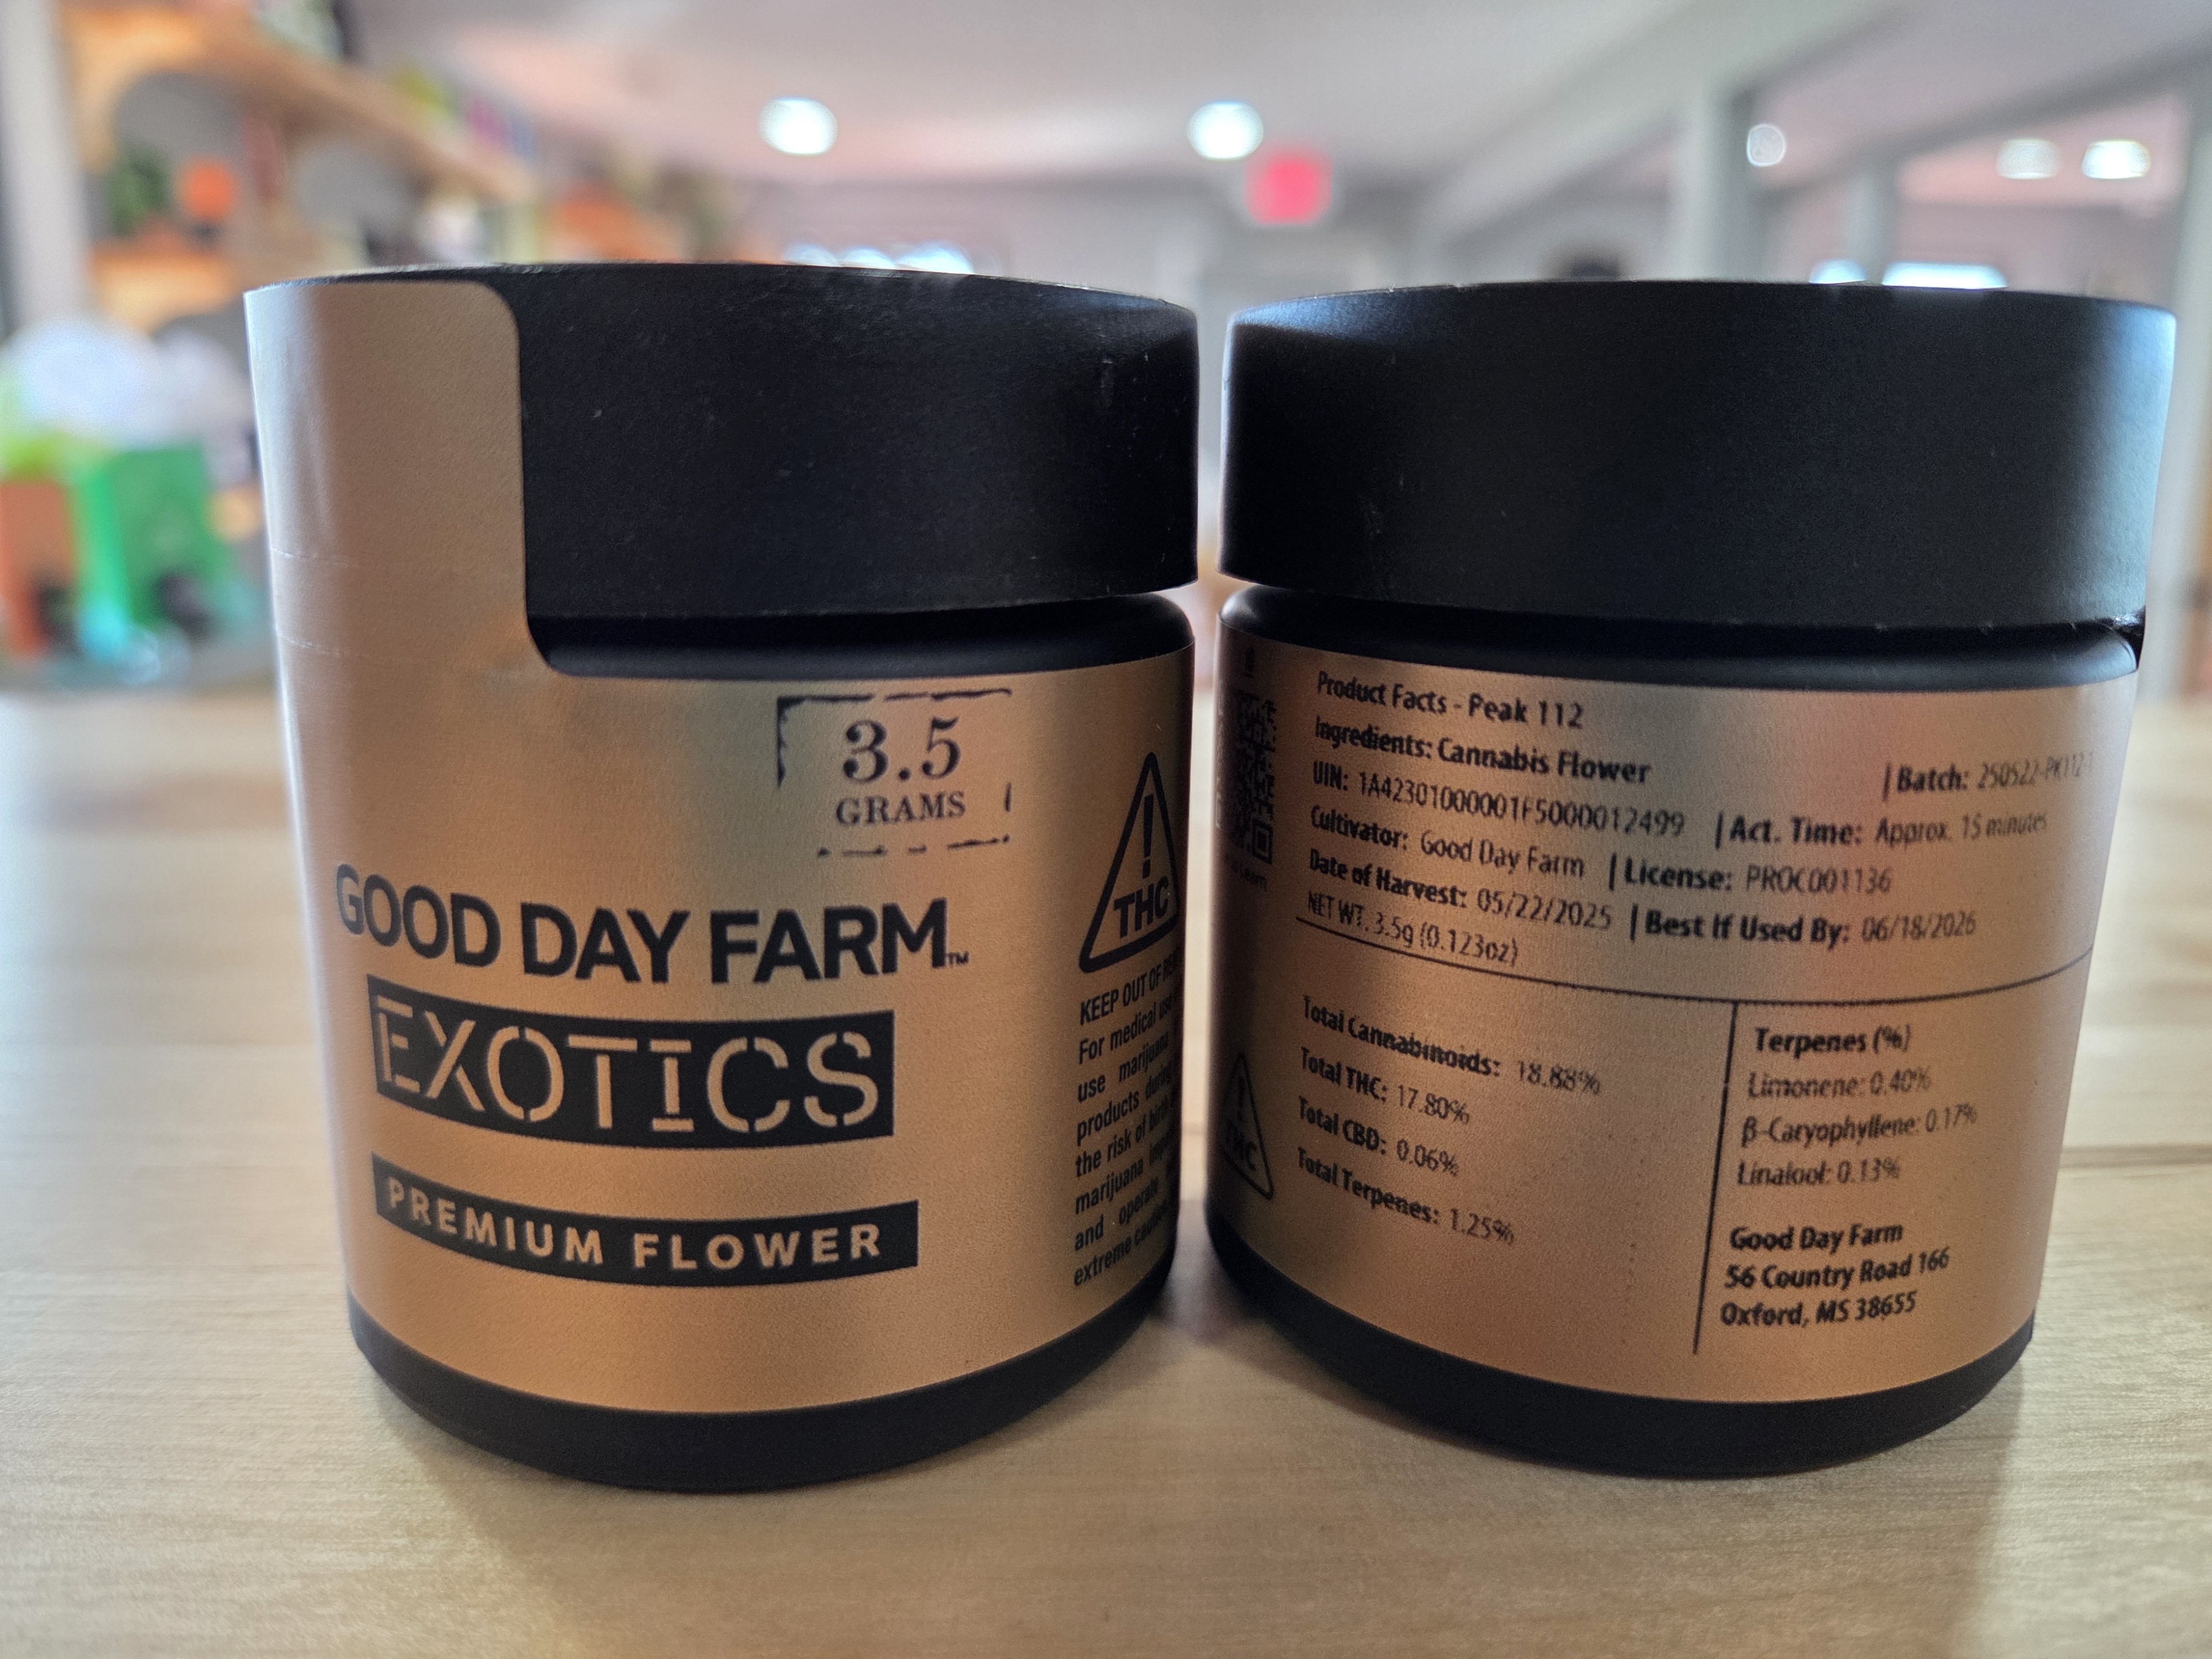 3.5
GRAMS
GOOD DAY FARM™
EXOTICS
PREMIUM FLOWER
!
THC
KEEP OUT OF
For medical use
use marijuana
products during
the risk of birth
marijuana
and operate
extreme
Product Facts - Peak 112
Ingredients: Cannabis Flower
UIN: 1A42301000001F5000012499 | Batch: 250522-PK112-1
Cultivator: Good Day Farm | Act. Time: Approx. 15 minutes
Date of Harvest: 05/22/2025 | License: PROC001136
NET WT. 3.5g (0.123oz) | Best If Used By: 06/18/2026
Total Cannabinoids: 18.88%
Total THC: 17.80%
Total CBD: 0.06%
Total Terpenes: 1.25%
Terpenes (%)
Limonene: 0.40%
β-Caryophyllene: 0.17%
Linalool: 0.13%
Good Day Farm
56 Country Road 166
Oxford, MS 38655